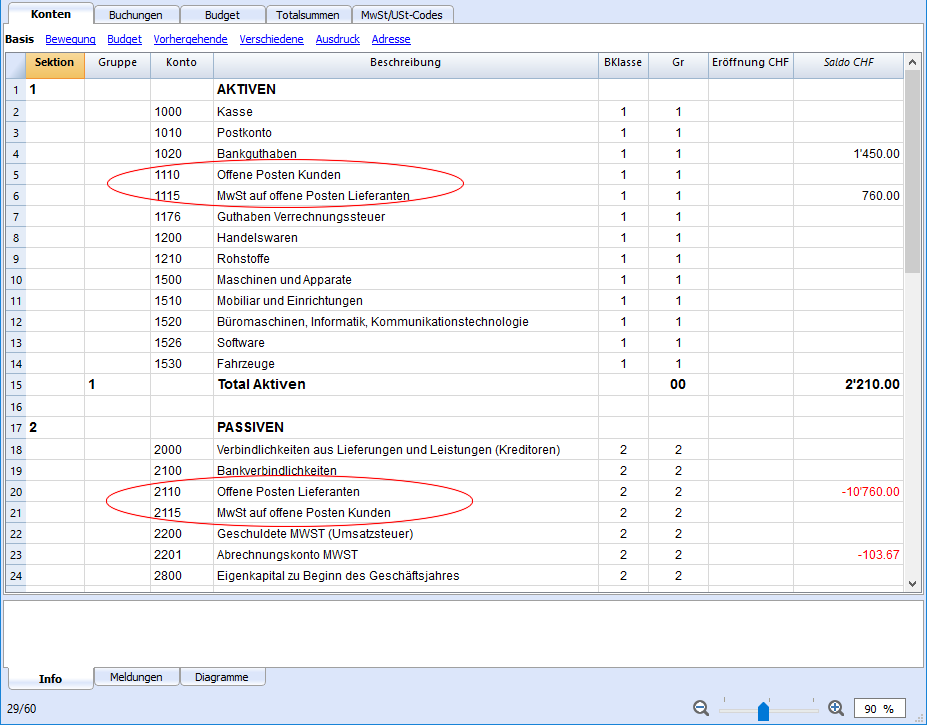 Konten Buchungen Budget Totalsummen MwSt/USt-Codes
Basis Bewegung Budget Vorhergehende Verschiedene Ausdruck Adresse
Sektion Gruppe Konto Beschreibung BKlasse Gr Eröffnung CHF Saldo CHF
1 1 AKTIVEN
2 1000 Kasse 1 1
3 1010 Postkonto 1 1
4 1020 Bankguthaben 1 1 1'450.00
5 1110 Offene Posten Kunden 1 1
6 1115 MwSt auf offene Posten Lieferanten 1 1 760.00
7 1176 Guthaben Verrechnungssteuer 1 1
8 1200 Handelswaren 1 1
9 1210 Rohstoffe 1 1
10 1500 Maschinen und Apparate 1 1
11 1510 Mobiliar und Einrichtungen 1 1
12 1520 Büromaschinen, Informatik, Kommunikationstechnologie 1 1
13 1526 Software 1 1
14 1530 Fahrzeuge 1 1
15 1 Total Aktiven 00 2'210.00
16
17 2 PASSIVEN
18 2000 Verbindlichkeiten aus Lieferungen und Leistungen (Kreditoren) 2 2
19 2100 Bankverbindlichkeiten 2 2
20 2110 Offene Posten Lieferanten 2 2 -10'760.00
21 2115 MwSt auf offene Posten Kunden 2 2
22 2200 Geschuldete MWST (Umsatzsteuer) 2 2
23 2201 Abrechnungskonto MWST 2 2 -103.67
24 2800 Eigenkapital zu Beginn des Geschäftsjahres 2 2
Info Meldungen Diagramme
29/60 90 %